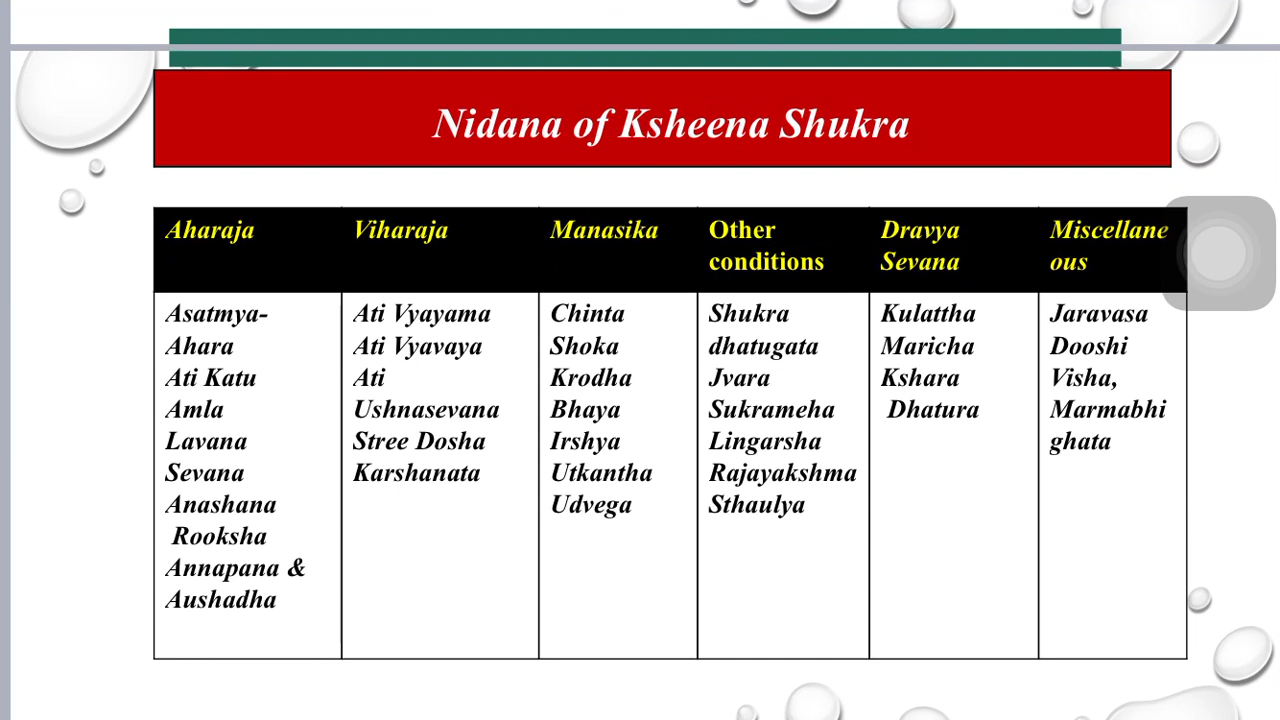 Nidana of Ksheena Shukra
Aharaja
Viharaja
Manasika
Other
conditions
Dravya
Sevana
Miscellane
ous
Asatmya-
Ahara
Ati Katu
Amla
Lavana
Sevana
Anashana
Rooksha
Annapana &
Aushadha
Ati Vyayama
Ati Vyavaya
Ati
Ushnasevana
Stree Dosha
Karshanata
Chinta
Shoka
Krodha
Bhaya
Irshya
Utkantha
Udvega
Shukra
dhatugata
Jvara
Sukrameha
Lingarsha
Rajayakshma
Sthaulya
Kulattha
Maricha
Kshara
Dhatura
Jaravasa
Dooshi
Visha,
Marmabhi
ghata